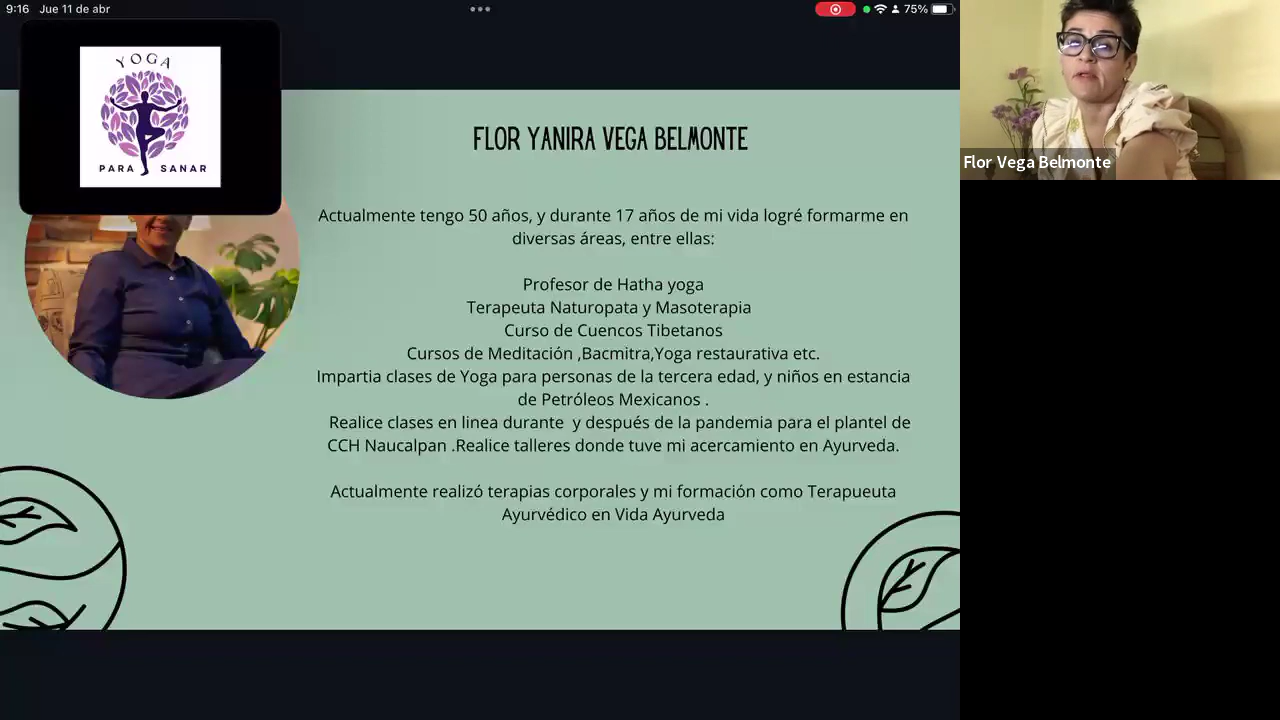 9:16 Jue 11 de abr
75%
YOGA
PARA SANAR
FLOR YANIRA VEGA BELMONTE
Actualmente tengo 50 años, y durante 17 años de mi vida logré formarme en
diversas áreas, entre ellas:
Profesor de Hatha yoga
Terapeuta Naturopata y Masoterapia
Curso de Cuencos Tibetanos
Cursos de Meditación ,Bacmitra,Yoga restaurativa etc.
Impartia clases de Yoga para personas de la tercera edad, y niños en estancia
de Petróleos Mexicanos .
Realice clases en linea durante  y después de la pandemia para el plantel de
CCH Naucalpan .Realice talleres donde tuve mi acercamiento en Ayurveda.
Actualmente realizó terapias corporales y mi formación como Terapueuta
Ayurvédico en Vida Ayurveda
Flor Vega Belmonte